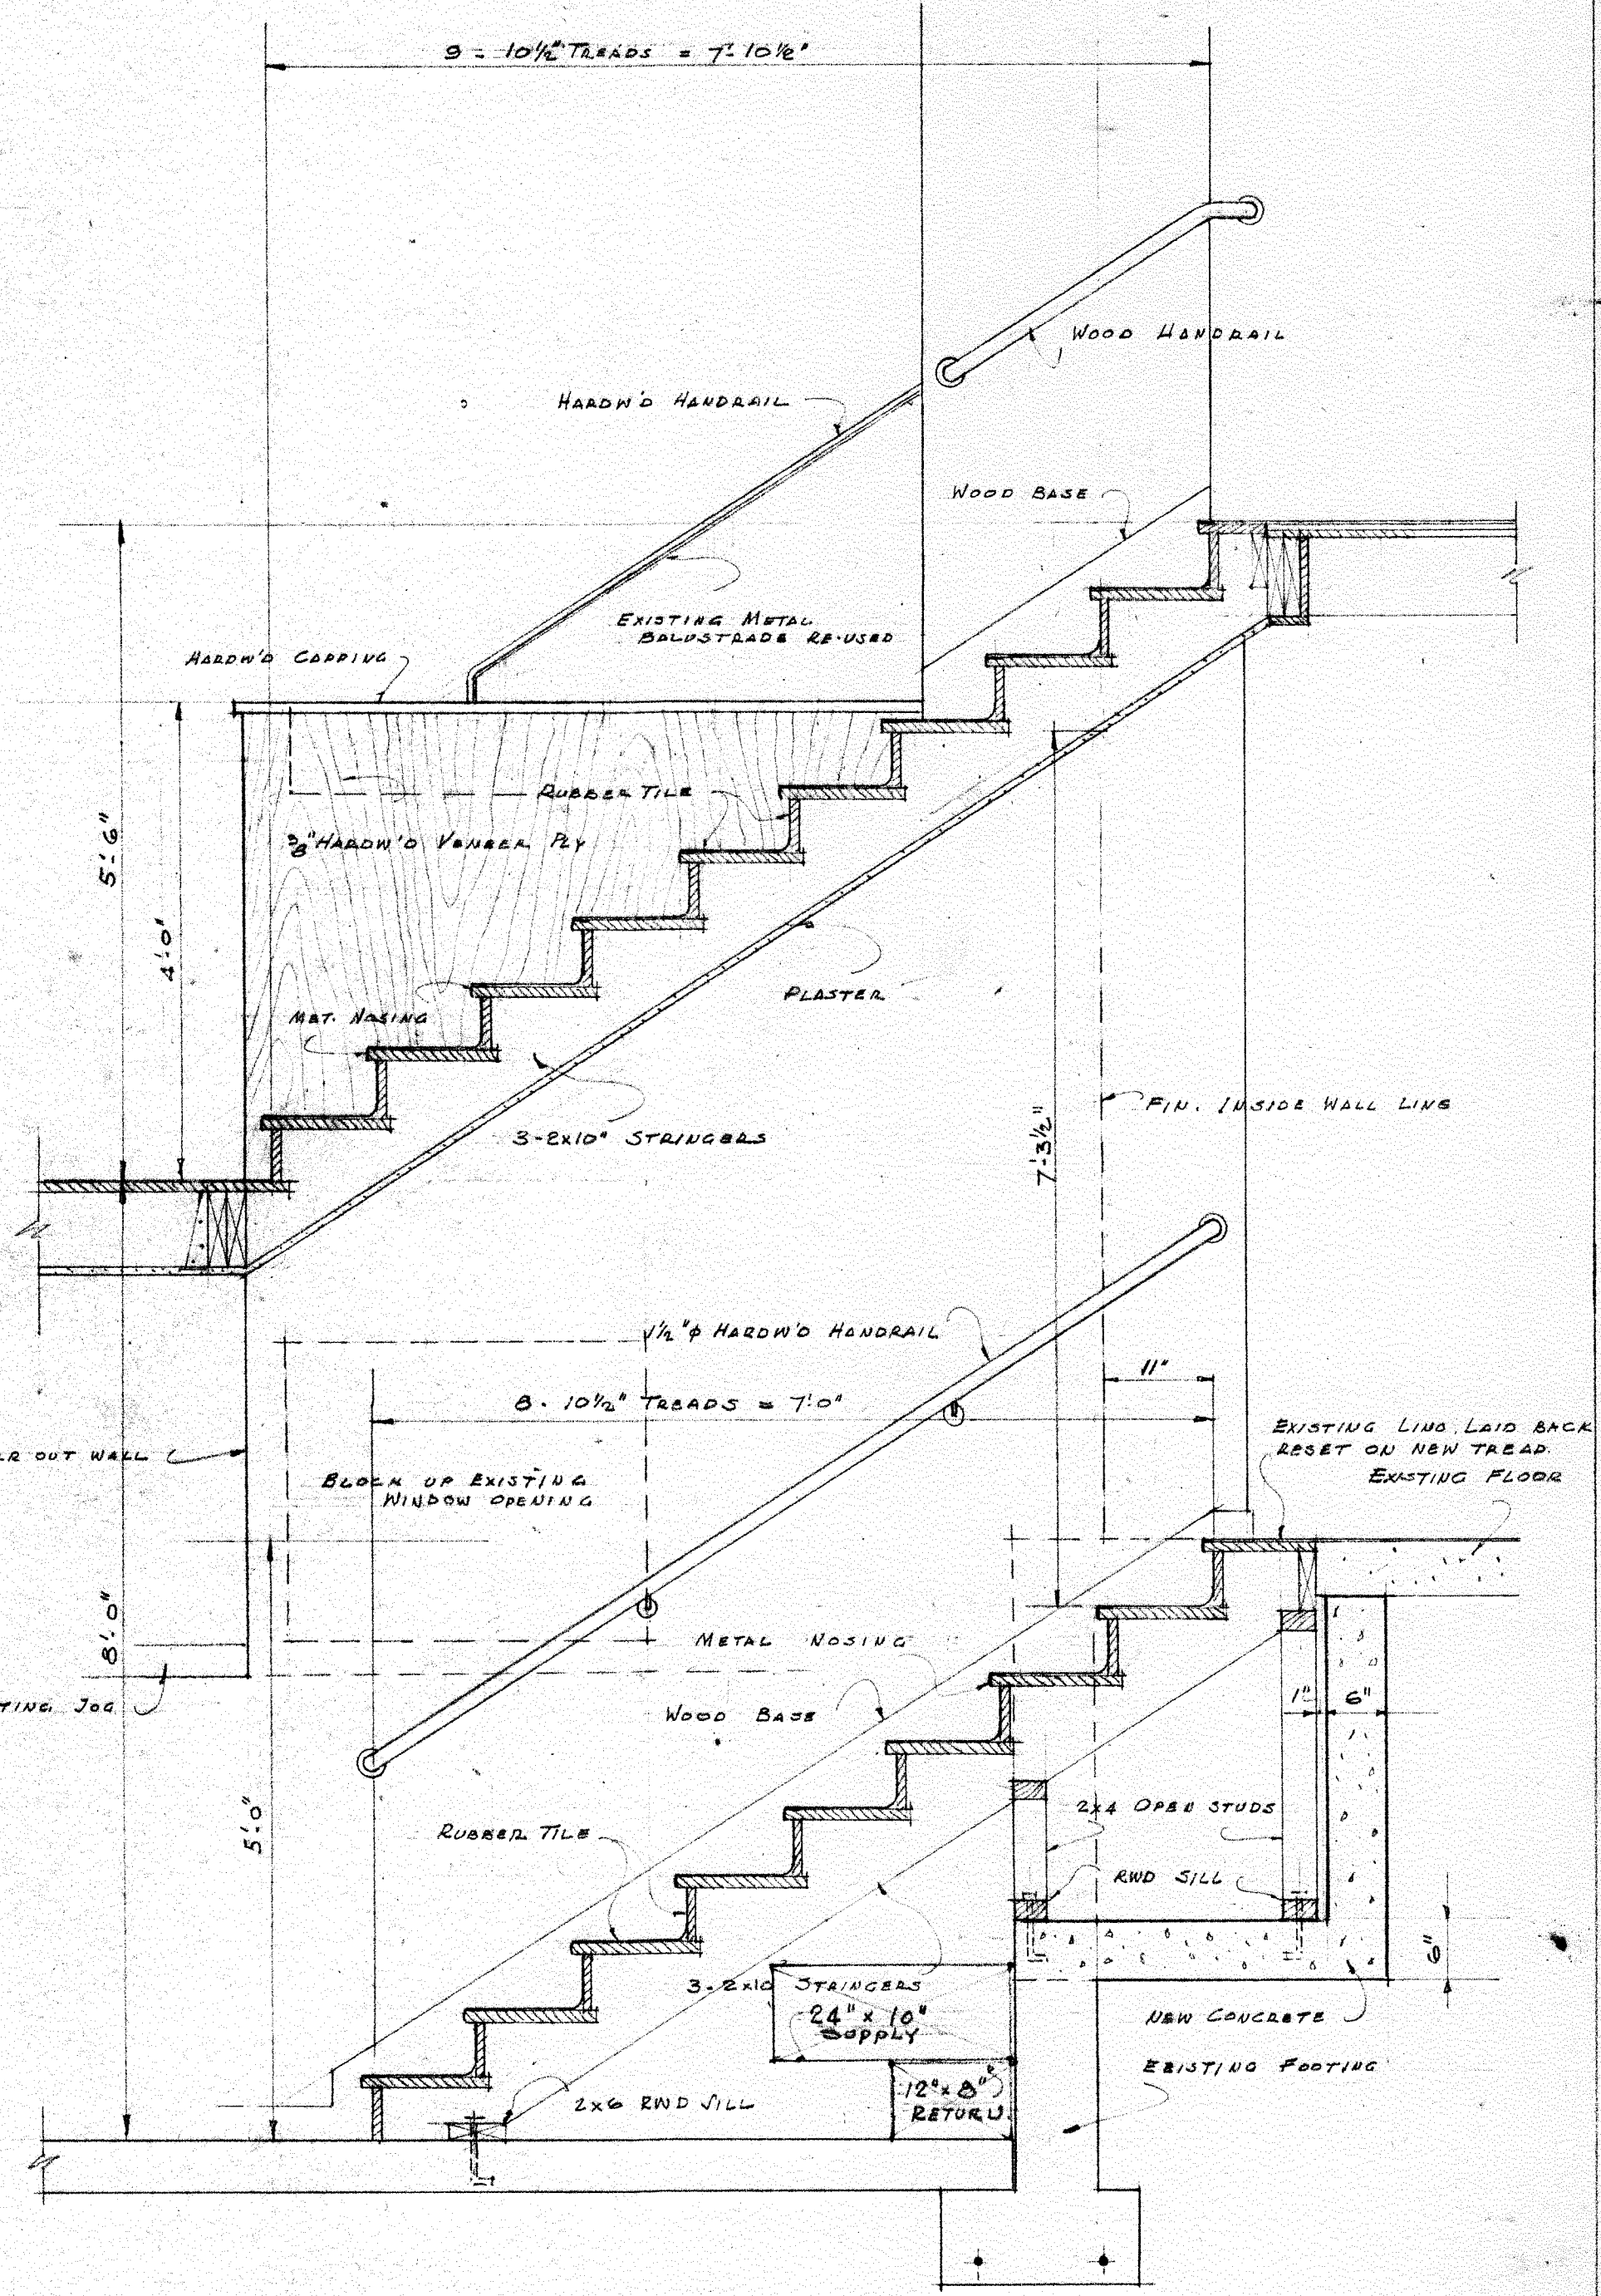 9 - 10½" TREADS = 7'-10½"
WOOD HANDRAIL
HARDW'D HANDRAIL
WOOD BASE
EXISTING METAL
BALUSTRADE RE-USED
HARDW'D CAPPING
RUBBER TILE
3/8" HARDW'D VENEER PLY
5'-6"
4'-0"
PLASTER
MET. NOSING
FIN. INSIDE WALL LINE
3-2x10" STRINGERS
7'-3½"
1½"ϕ HARDW'D HANDRAIL
11"
8 - 10½" TREADS = 7'-0"
EXISTING LINO LAID BACK
RESET ON NEW TREAD.
EXISTING FLOOR
OUT WALL
BLOCK UP EXISTING
WINDOW OPENING
8'-0"
METAL NOSING
TING JOG
WOOD BASE
1"
6"
5'-0"
2x4 OPEN STUDS
RUBBER TILE
RWD SILL
6"
3-2x10 STRINGERS
24" x 10"
SUPPLY
NEW CONCRETE
EXISTING FOOTING
12" x 8"
RETURN
2x6 RWD SILL